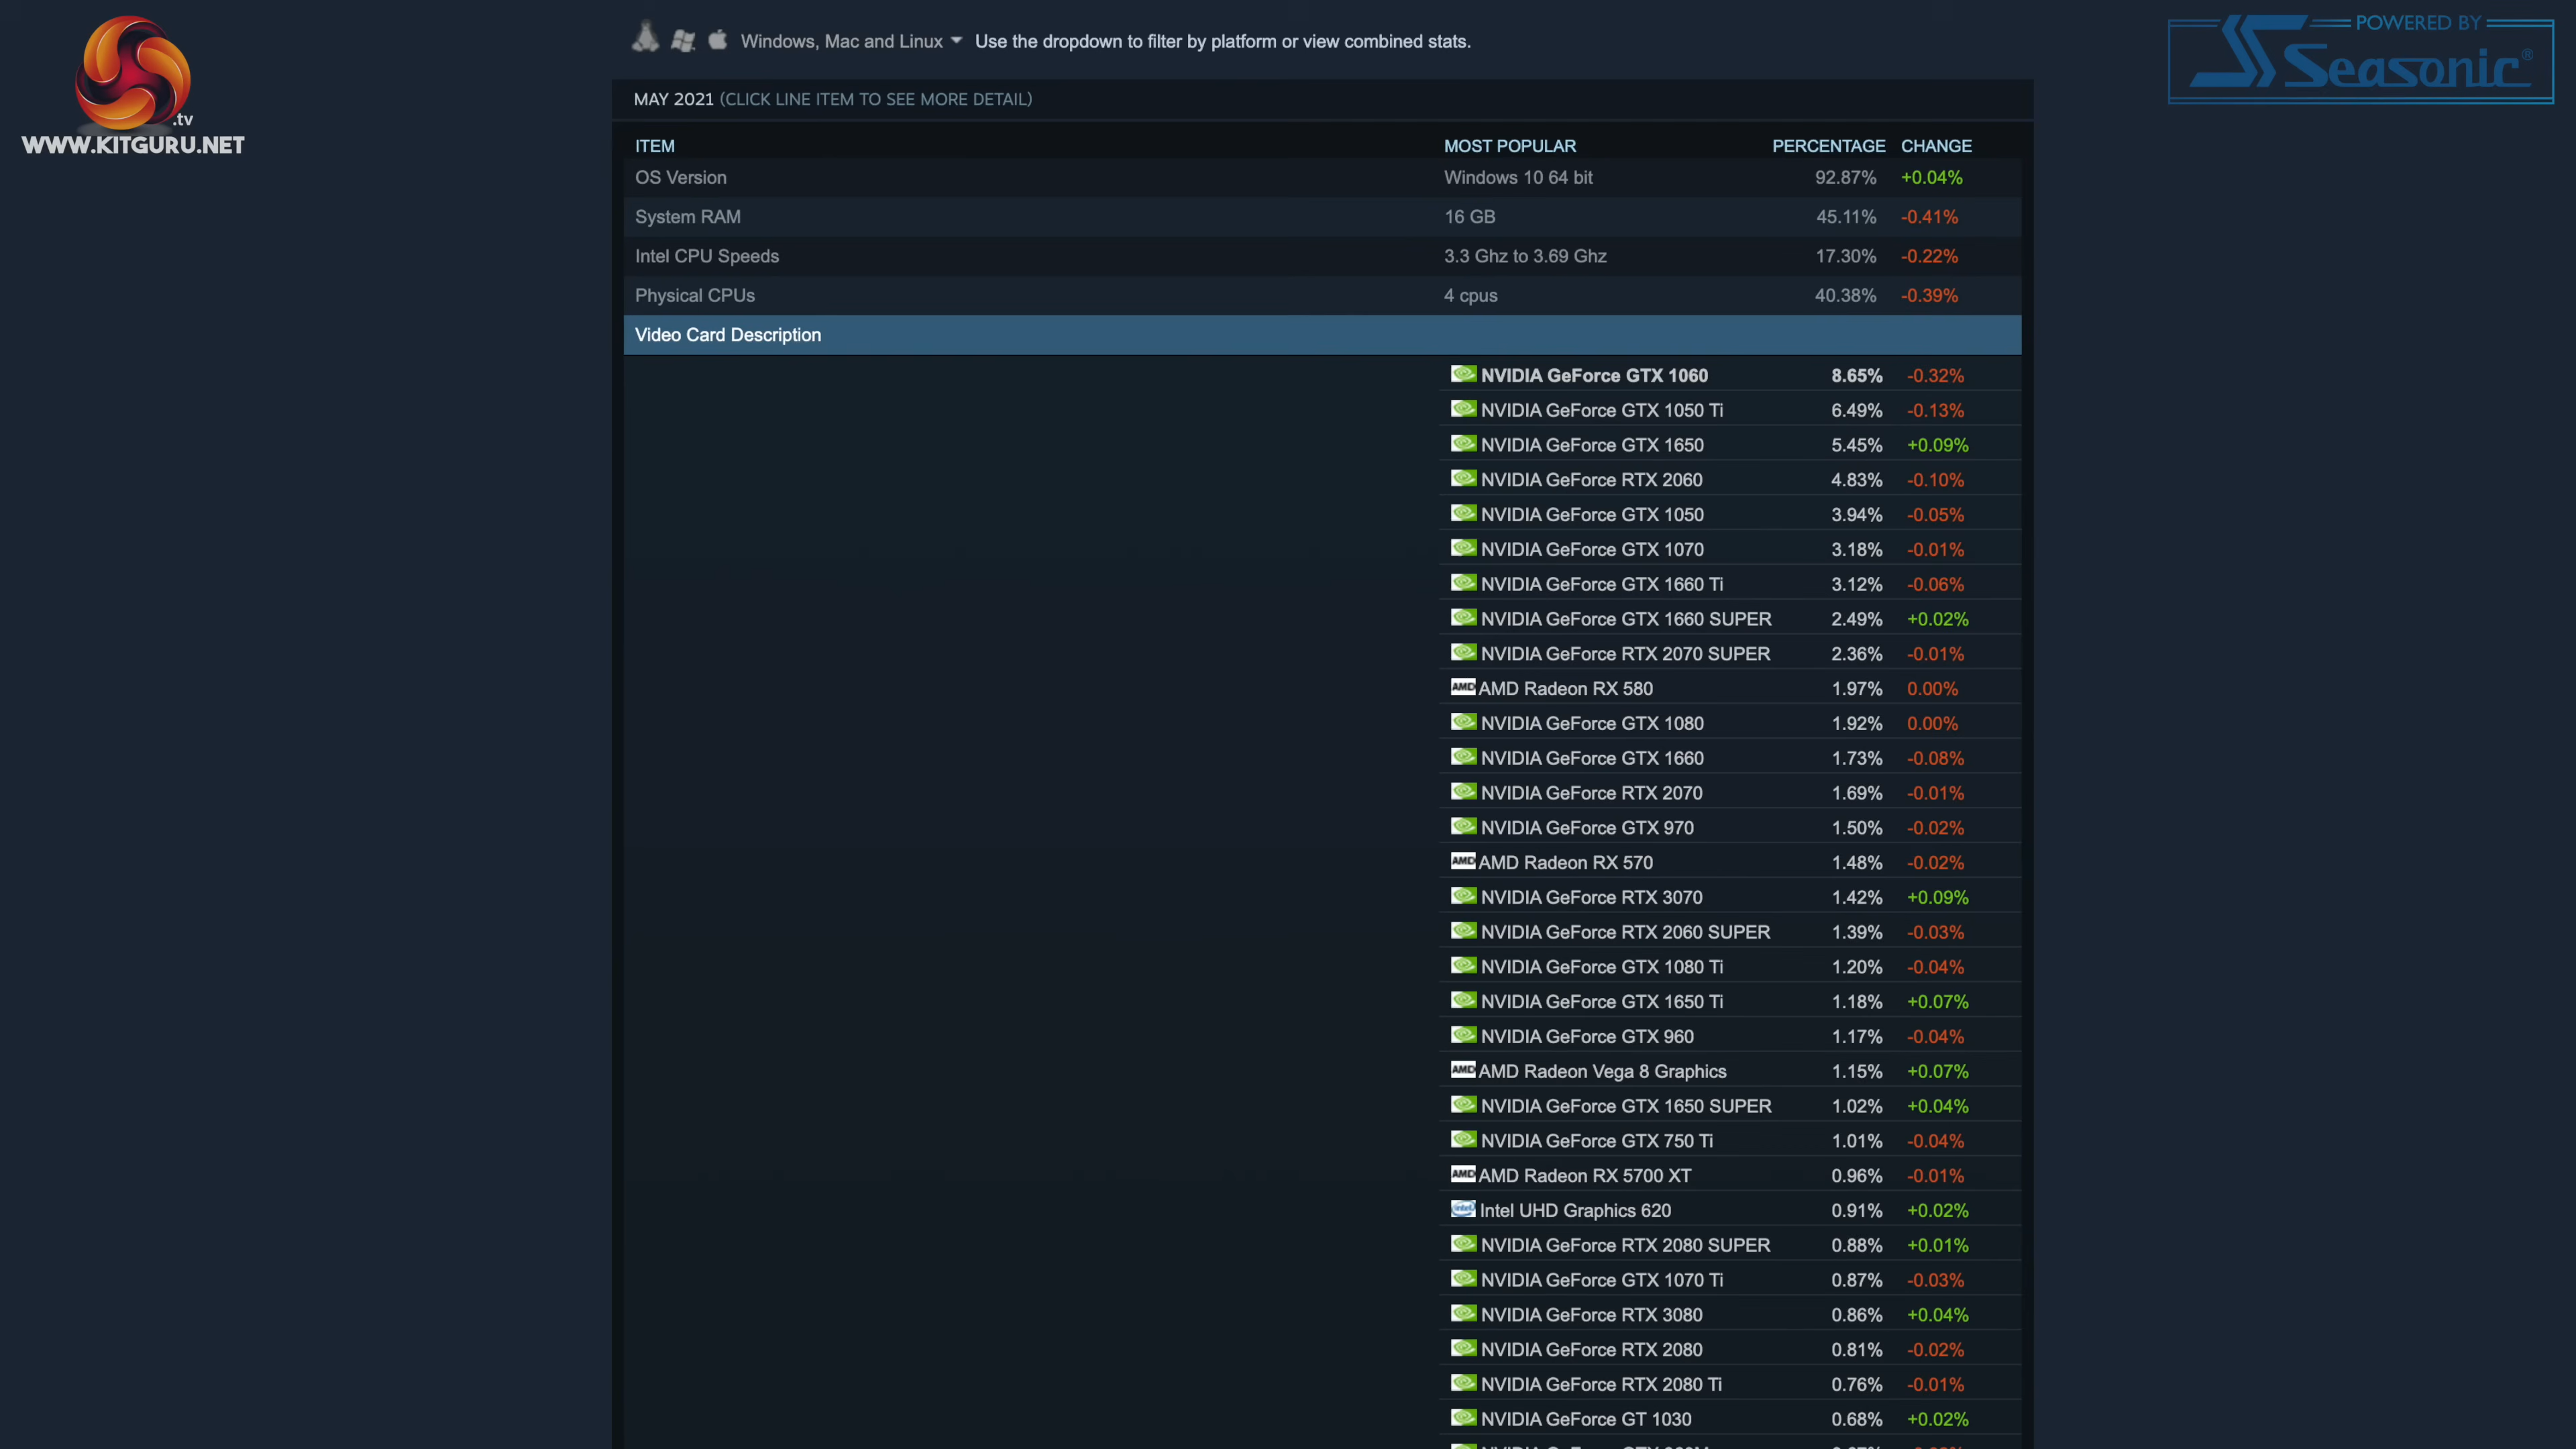 .tv
WWW.KITGURU.NET
POWERED BY
Seasonic®
Windows, Mac and Linux Use the dropdown to filter by platform or view combined stats.
MAY 2021 (CLICK LINE ITEM TO SEE MORE DETAIL)
ITEM MOST POPULAR PERCENTAGE CHANGE
OS Version Windows 10 64 bit 92.87% +0.04%
System RAM 16 GB 45.11% -0.41%
Intel CPU Speeds 3.3 Ghz to 3.69 Ghz 17.30% -0.22%
Physical CPUs 4 cpus 40.38% -0.39%
Video Card Description
NVIDIA GeForce GTX 1060 8.65% -0.32%
NVIDIA GeForce GTX 1050 Ti 6.49% -0.13%
NVIDIA GeForce GTX 1650 5.45% +0.09%
NVIDIA GeForce RTX 2060 4.83% -0.10%
NVIDIA GeForce GTX 1050 3.94% -0.05%
NVIDIA GeForce GTX 1070 3.18% -0.01%
NVIDIA GeForce GTX 1660 Ti 3.12% -0.06%
NVIDIA GeForce GTX 1660 SUPER 2.49% +0.02%
NVIDIA GeForce RTX 2070 SUPER 2.36% -0.01%
AMD AMD Radeon RX 580 1.97% 0.00%
NVIDIA GeForce GTX 1080 1.92% 0.00%
NVIDIA GeForce GTX 1660 1.73% -0.08%
NVIDIA GeForce RTX 2070 1.69% -0.01%
NVIDIA GeForce GTX 970 1.50% -0.02%
AMD AMD Radeon RX 570 1.48% -0.02%
NVIDIA GeForce RTX 3070 1.42% +0.09%
NVIDIA GeForce RTX 2060 SUPER 1.39% -0.03%
NVIDIA GeForce GTX 1080 Ti 1.20% -0.04%
NVIDIA GeForce GTX 1650 Ti 1.18% +0.07%
NVIDIA GeForce GTX 960 1.17% -0.04%
AMD AMD Radeon Vega 8 Graphics 1.15% +0.07%
NVIDIA GeForce GTX 1650 SUPER 1.02% +0.04%
NVIDIA GeForce GTX 750 Ti 1.01% -0.04%
AMD AMD Radeon RX 5700 XT 0.96% -0.01%
intel Intel UHD Graphics 620 0.91% +0.02%
NVIDIA GeForce RTX 2080 SUPER 0.88% +0.01%
NVIDIA GeForce GTX 1070 Ti 0.87% -0.03%
NVIDIA GeForce RTX 3080 0.86% +0.04%
NVIDIA GeForce RTX 2080 0.81% -0.02%
NVIDIA GeForce RTX 2080 Ti 0.76% -0.01%
NVIDIA GeForce GT 1030 0.68% +0.02%